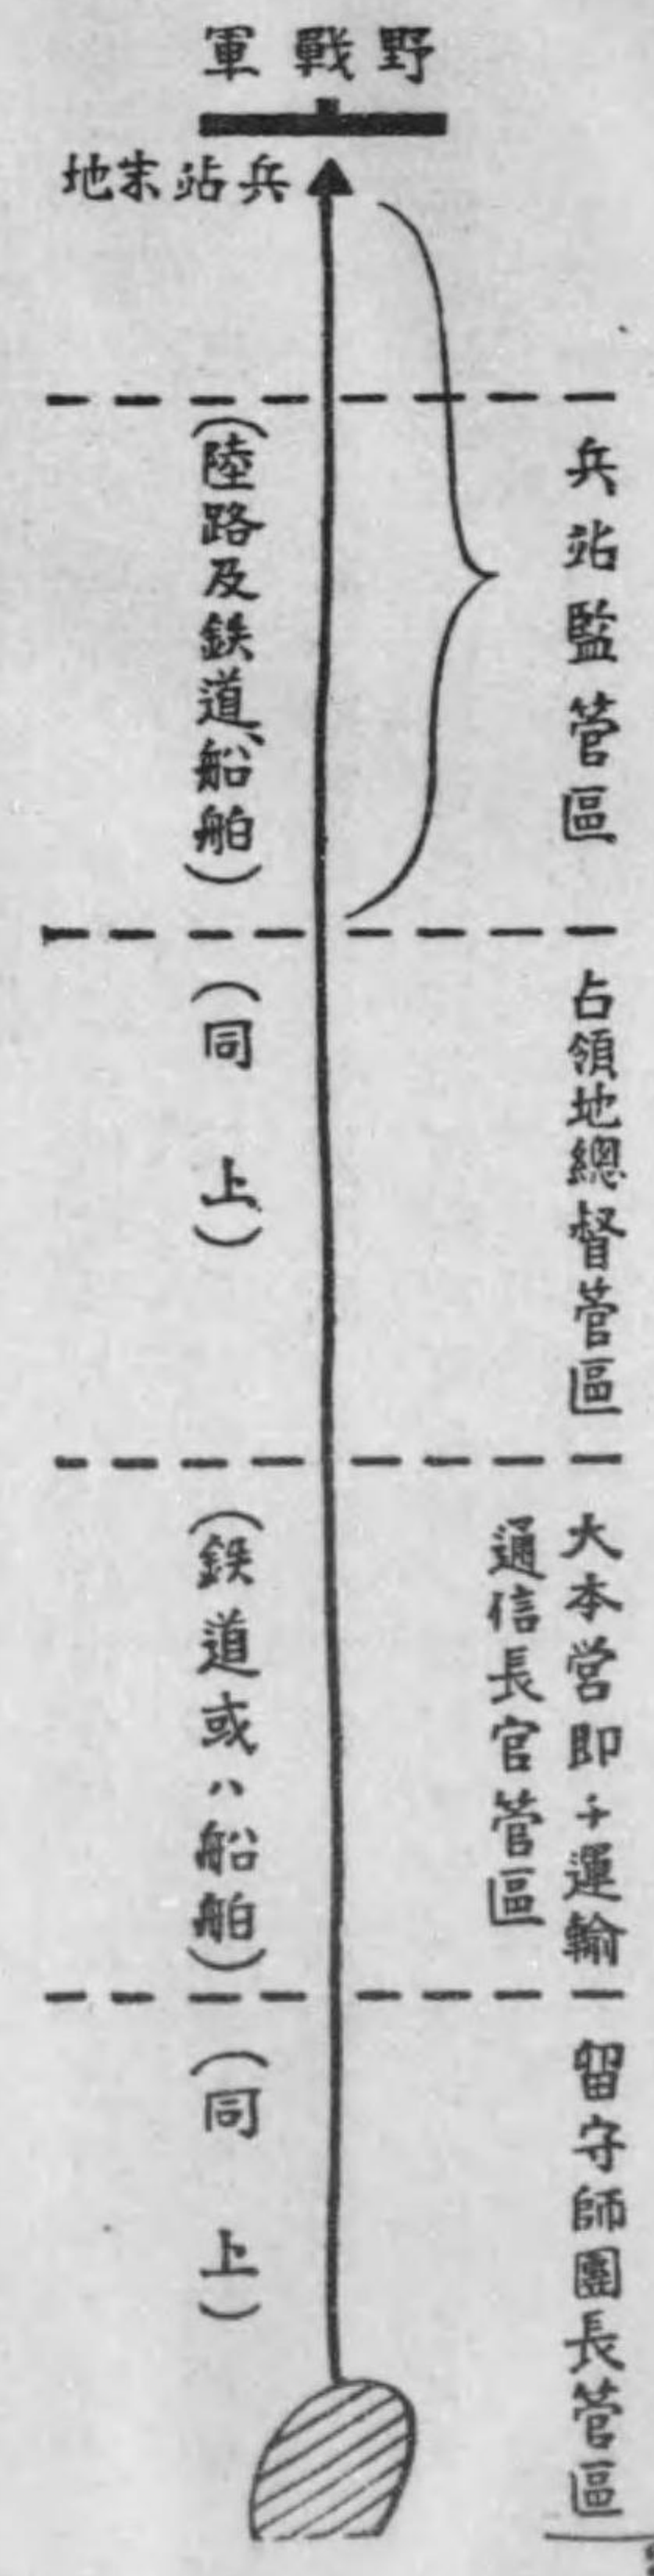 野戰軍
兵站末地
兵站監管區
(陸路及鉄道、船舶)
占領地總督管區
(同上)
大本営即チ運輸
通信長官管區
(鉄道或ハ船舶)
留守師團長管區
(同上)